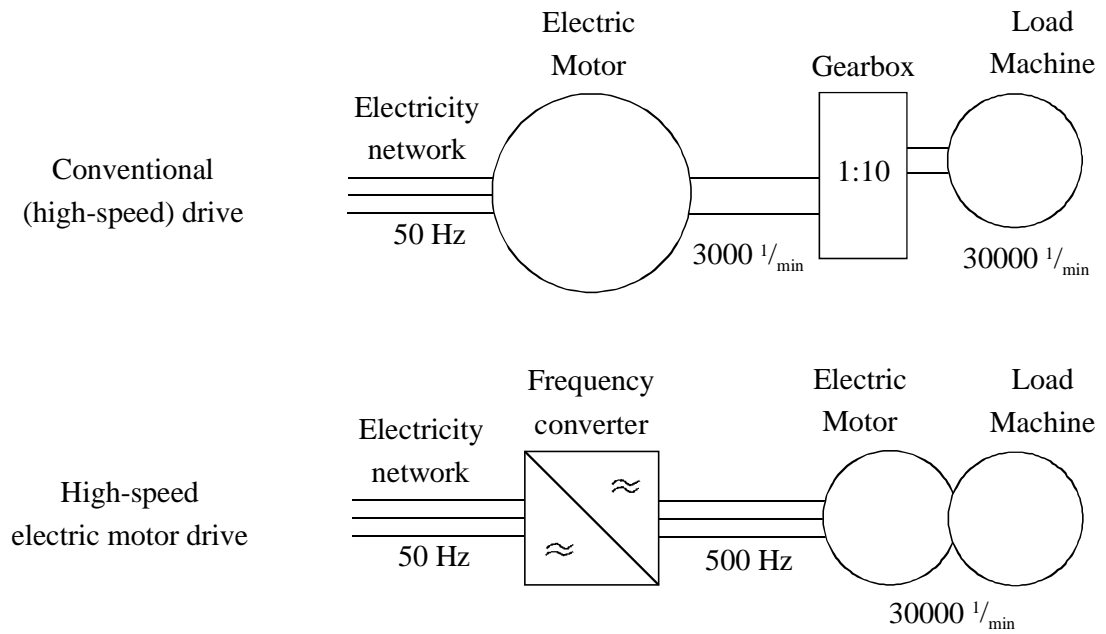 Conventional
(high-speed) drive
Electricity
network
50 Hz
Electric
Motor
3000 ¹/min
Gearbox
1:10
Load
Machine
30000 ¹/min
High-speed
electric motor drive
Electricity
network
50 Hz
Frequency
converter
≈
≈
500 Hz
Electric
Motor
Load
Machine
30000 ¹/min